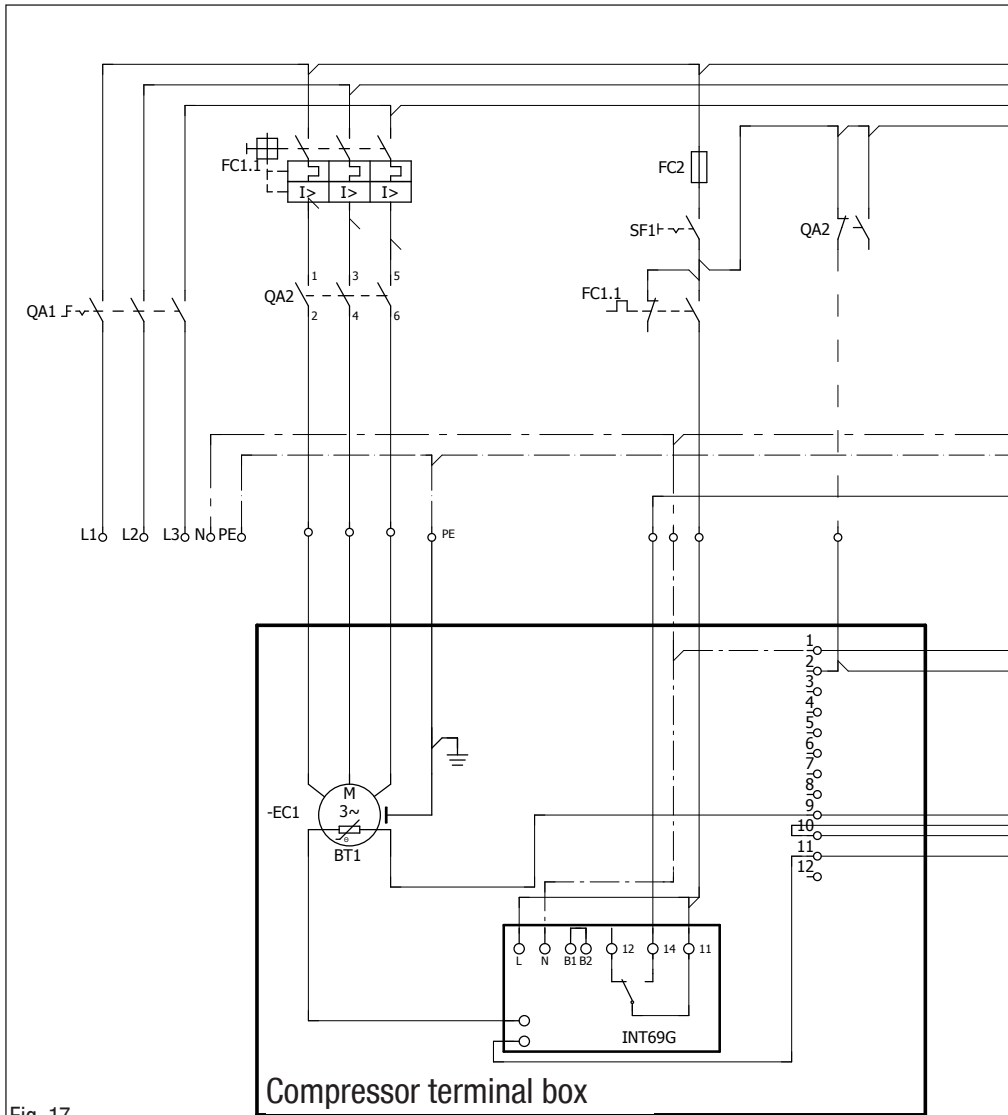 FC1.1
I> I> I>
FC2
SF1
QA2
FC1.1
QA1
QA2
1 3 5
2 4 6
L1 L2 L3 N PE
PE
-EC1
M
3~
BT1
1
2
3
4
5
6
7
8
9
10
11
12
L N B1 B2 12 14 11
INT69G
Compressor terminal box
Fig. 17